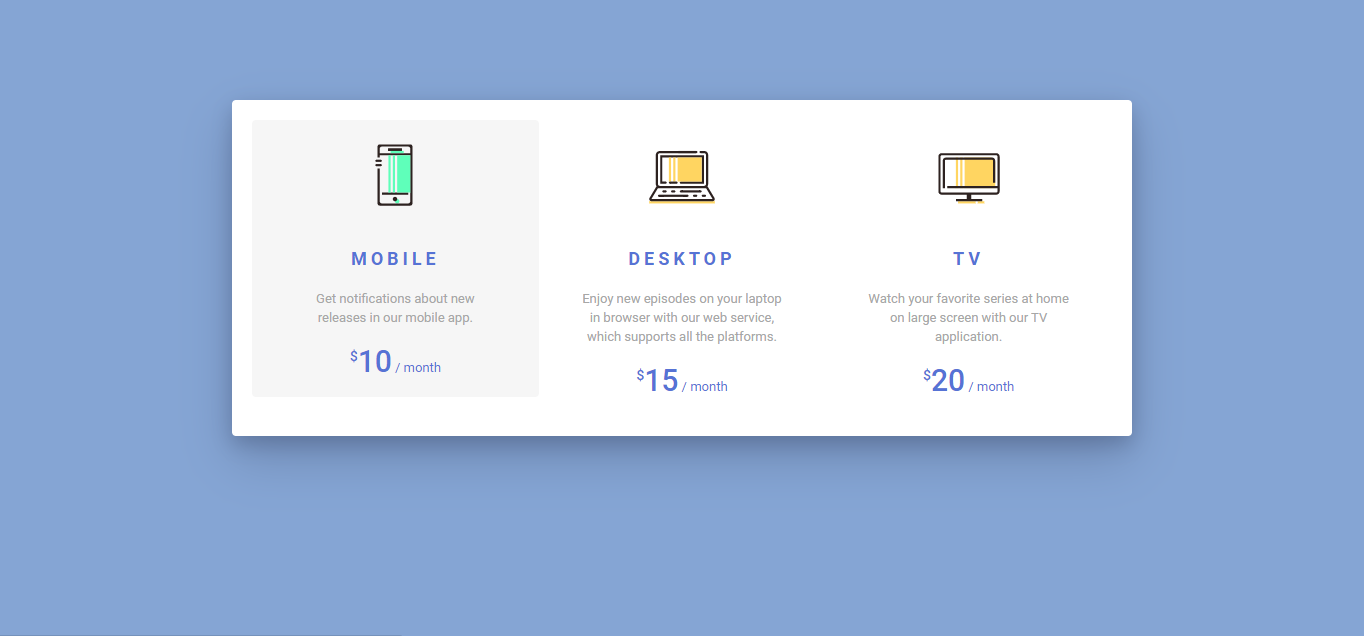 MOBILE
Get notifications about new
releases in our mobile app.
$10 / month
DESKTOP
Enjoy new episodes on your laptop
in browser with our web service,
which supports all the platforms.
$15 / month
TV
Watch your favorite series at home
on large screen with our TV
application.
$20 / month